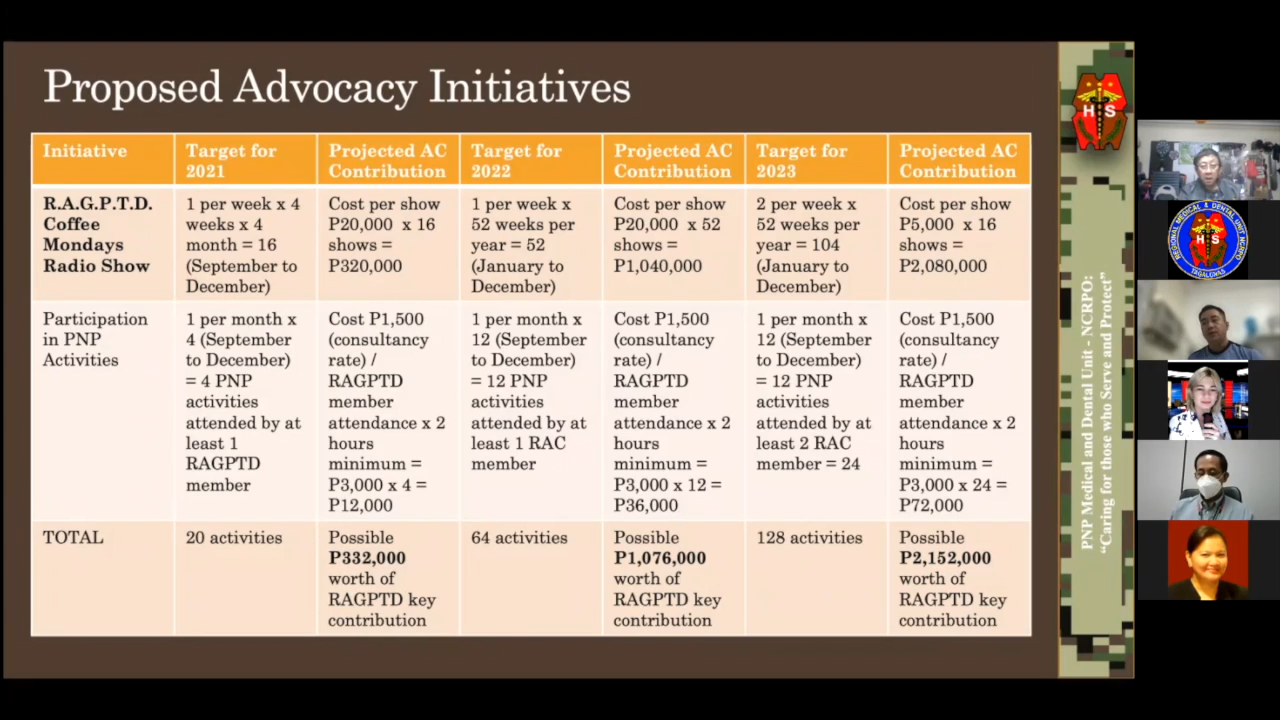 Proposed Advocacy Initiatives
Initiative
Target for
2021
Projected AC
Contribution
Target for
2022
Projected AC
Contribution
Target for
2023
Projected AC
Contribution
R.A.G.P.T.D.
Coffee
Mondays
Radio Show
1 per week x 4
weeks x 4
month = 16
(September to
December)
Cost per show
P20,000 x 16
shows =
P320,000
1 per week x
52 weeks per
year = 52
(January to
December)
Cost per show
P20,000 x 52
shows =
P1,040,000
2 per week x
52 weeks per
year = 104
(January to
December)
Cost per show
P5,000 x 16
shows =
P2,080,000
Participation
in PNP
Activities
1 per month x
4 (September
to December)
= 4 PNP
activities
attended by at
least 1
RAGPTD
member
Cost P1,500
(consultancy
rate) /
RAGPTD
member
attendance x 2
hours
minimum =
P3,000 x 4 =
P12,000
1 per month x
12 (September
to December)
= 12 PNP
activities
attended by at
least 1 RAC
member
Cost P1,500
(consultancy
rate) /
RAGPTD
member
attendance x 2
hours
minimum =
P3,000 x 12 =
P36,000
1 per month x
12 (September
to December)
= 12 PNP
activities
attended by at
least 2 RAC
member = 24
Cost P1,500
(consultancy
rate) /
RAGPTD
member
attendance x 2
hours
minimum =
P3,000 x 24 =
P72,000
TOTAL
20 activities
Possible
P332,000
worth of
RAGPTD key
contribution
64 activities
Possible
P1,076,000
worth of
RAGPTD key
contribution
128 activities
Possible
P2,152,000
worth of
RAGPTD key
contribution
H S
PNP Medical and Dental Unit - NCRPO:
“Caring for those who Serve and Protect”
REGIONAL MEDICAL & DENTAL UNIT NCRPO
H S
TAGALUNAS